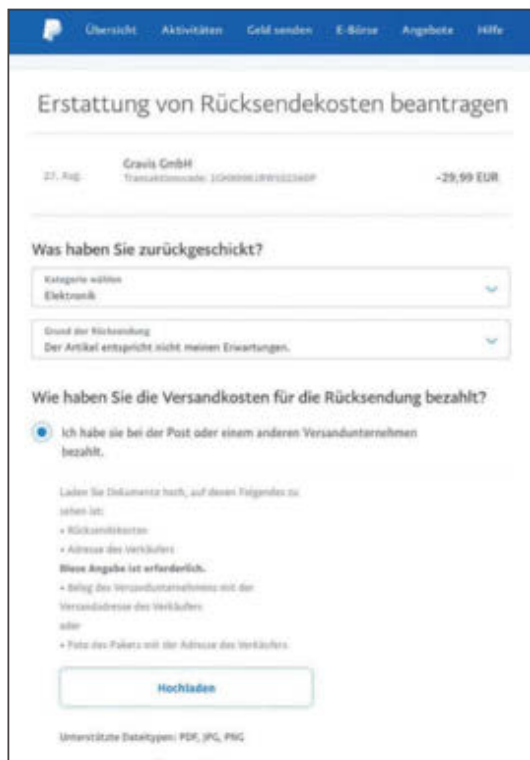 Übersicht Aktivitäten Geld senden E-Börse Angebote Hilfe
Erstattung von Rücksendekosten beantragen
27. Aug. Gravis GmbH -29,99 EUR
Transaktionscode:
Was haben Sie zurückgeschickt?
Kategorie wählen
Elektronik
Grund der Rücksendung
Der Artikel entspricht nicht meinen Erwartungen.
Wie haben Sie die Versandkosten für die Rücksendung bezahlt?
Ich habe sie bei der Post oder einem anderen Versandunternehmen
bezahlt.
Laden Sie Dokumente hoch, auf denen Folgendes zu
sehen ist:
• Rücksendekosten
• Adresse des Verkäufers
Diese Angabe ist erforderlich.
• Beleg des Versandunternehmens mit der
Versandadresse des Verkäufers
oder
• Foto des Pakets mit der Adresse des Verkäufers
Hochladen
Unterstützte Dateitypen: PDF, JPG, PNG